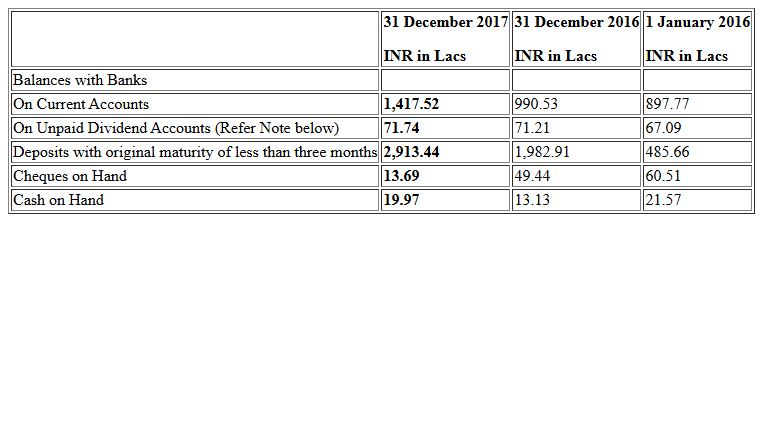 31 December 2017 31 December 2016 1 January 2016
INR in Lacs INR in Lacs INR in Lacs
Balances with Banks
On Current Accounts 1,417.52 990.53 897.77
On Unpaid Dividend Accounts (Refer Note below) 71.74 71.21 67.09
Deposits with original maturity of less than three months 2,913.44 1,982.91 485.66
Cheques on Hand 13.69 49.44 60.51
Cash on Hand 19.97 13.13 21.57